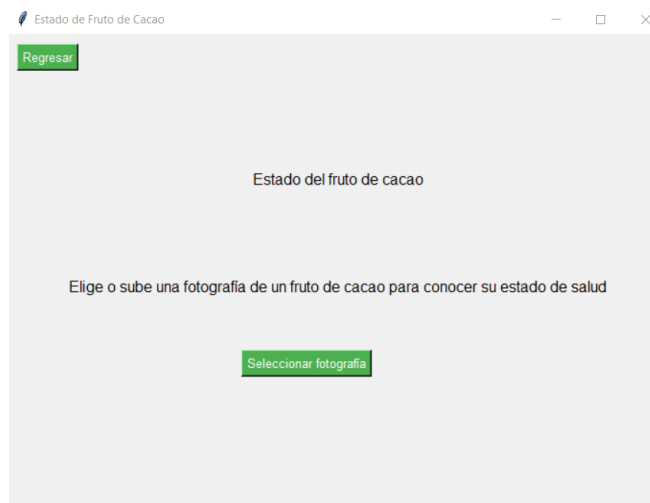 Estado de Fruto de Cacao
Regresar
Estado del fruto de cacao
Elige o sube una fotografía de un fruto de cacao para conocer su estado de salud
Seleccionar fotografía